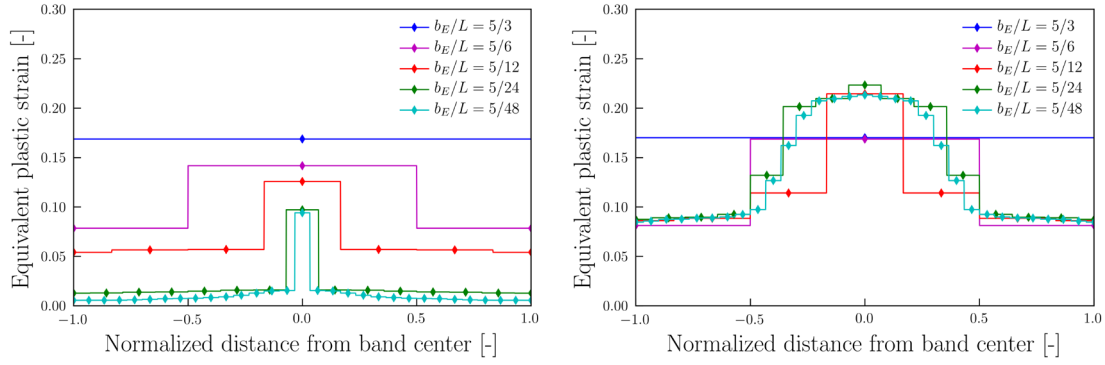 0.30
0.25
0.20
0.15
0.10
0.05
0.00
Equivalent plastic strain [-]
b_E/L = 5/3
b_E/L = 5/6
b_E/L = 5/12
b_E/L = 5/24
b_E/L = 5/48
−1.0 −0.5 0.0 0.5 1.0
Normalized distance from band center [-]
0.30
0.25
0.20
0.15
0.10
0.05
0.00
Equivalent plastic strain [-]
b_E/L = 5/3
b_E/L = 5/6
b_E/L = 5/12
b_E/L = 5/24
b_E/L = 5/48
−1.0 −0.5 0.0 0.5 1.0
Normalized distance from band center [-]